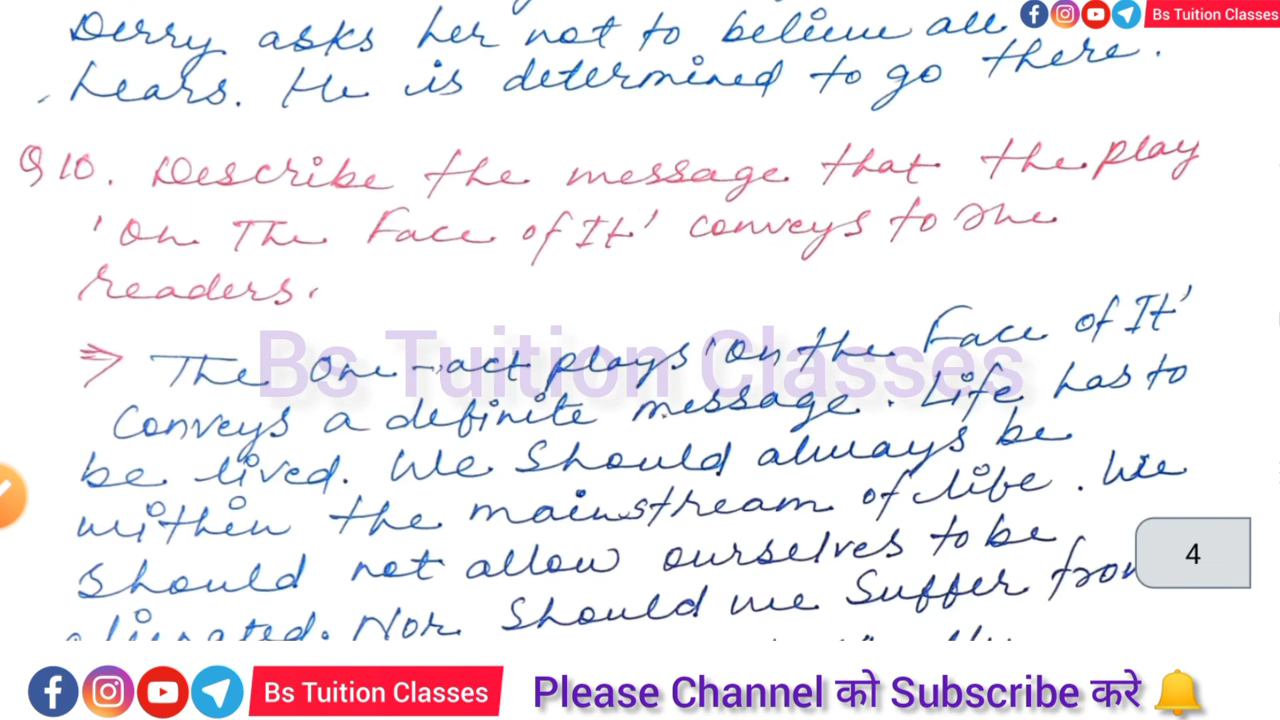 Bs Tuition Classes
Derry asks her not to believe all
hears. He is determined to go there.
Q 10. Describe the message that the play
'On The Face of It' conveys to the
readers.
Bs Tuition Classes
⇒ The One-act plays 'On the Face of It'
conveys a definite message. Life has to
be lived. We should always be
within the mainstream of life. We
should not allow ourselves to be
alienated. Nor should we suffer from
4
Bs Tuition Classes
Please Channel को Subscribe करे